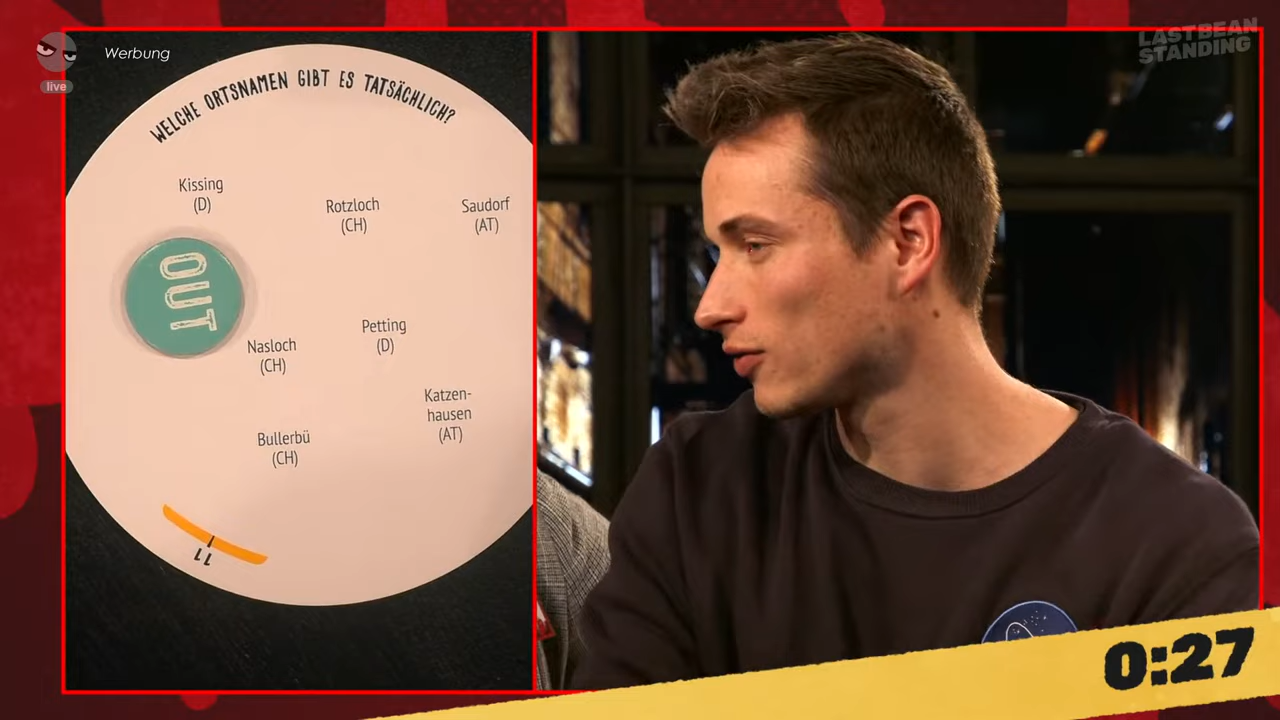 Werbung
live
LAST BEAN
STANDING
WELCHE ORTSNAMEN GIBT ES TATSÄCHLICH?
Kissing
(D)
Rotzloch
(CH)
Saudorf
(AT)
OUT
Nasloch
(CH)
Petting
(D)
Katzen-
hausen
(AT)
Bullerbü
(CH)
11
0:27